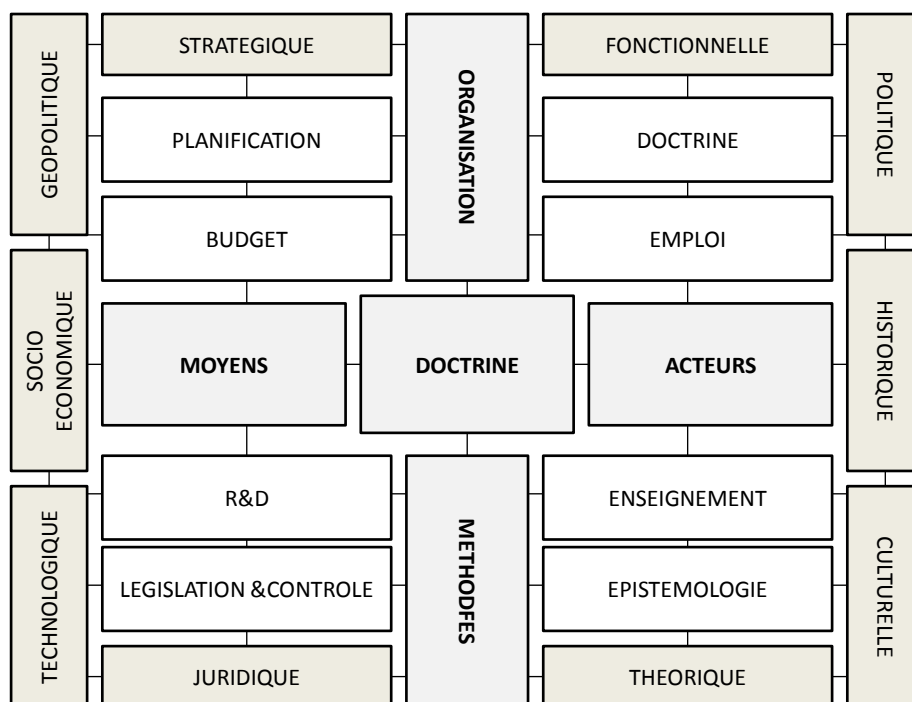 GEOPOLITIQUE
STRATEGIQUE
ORGANISATION
FONCTIONNELLE
POLITIQUE
PLANIFICATION
DOCTRINE
BUDGET
EMPLOI
SOCIO
ECONOMIQUE
MOYENS
DOCTRINE
ACTEURS
HISTORIQUE
TECHNOLOGIQUE
R&D
METHODFES
ENSEIGNEMENT
CULTURELLE
LEGISLATION &CONTROLE
EPISTEMOLOGIE
JURIDIQUE
THEORIQUE